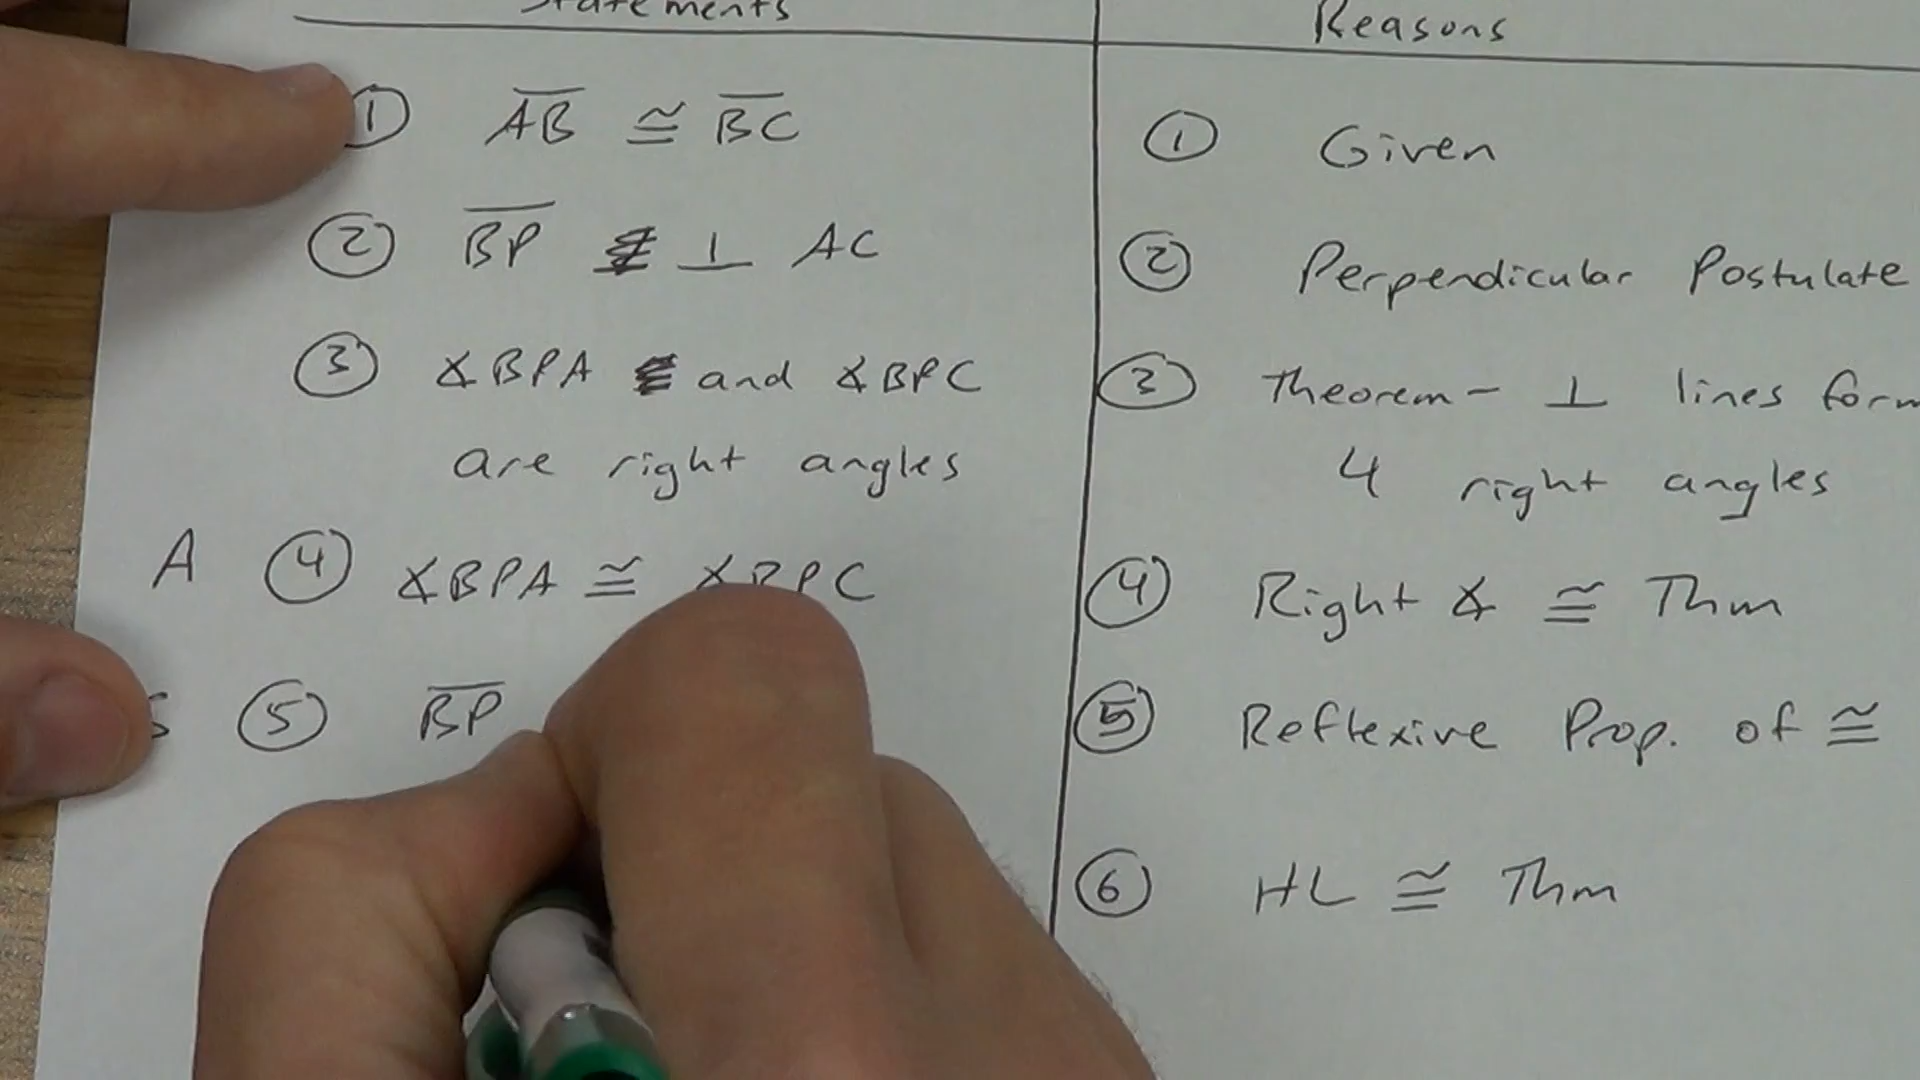 Statements
Reasons
① AB ≅ BC
① Given
② BP ⊥ AC
② Perpendicular Postulate
③ ∡BPA and ∡BPC
are right angles
③ Theorem - ⊥ lines form
4 right angles
A ④ ∡BPA ≅ ∡BPC
④ Right ∡ ≅ Thm
S ⑤ BP
⑤ Reflexive Prop. of ≅
⑥ HL ≅ Thm